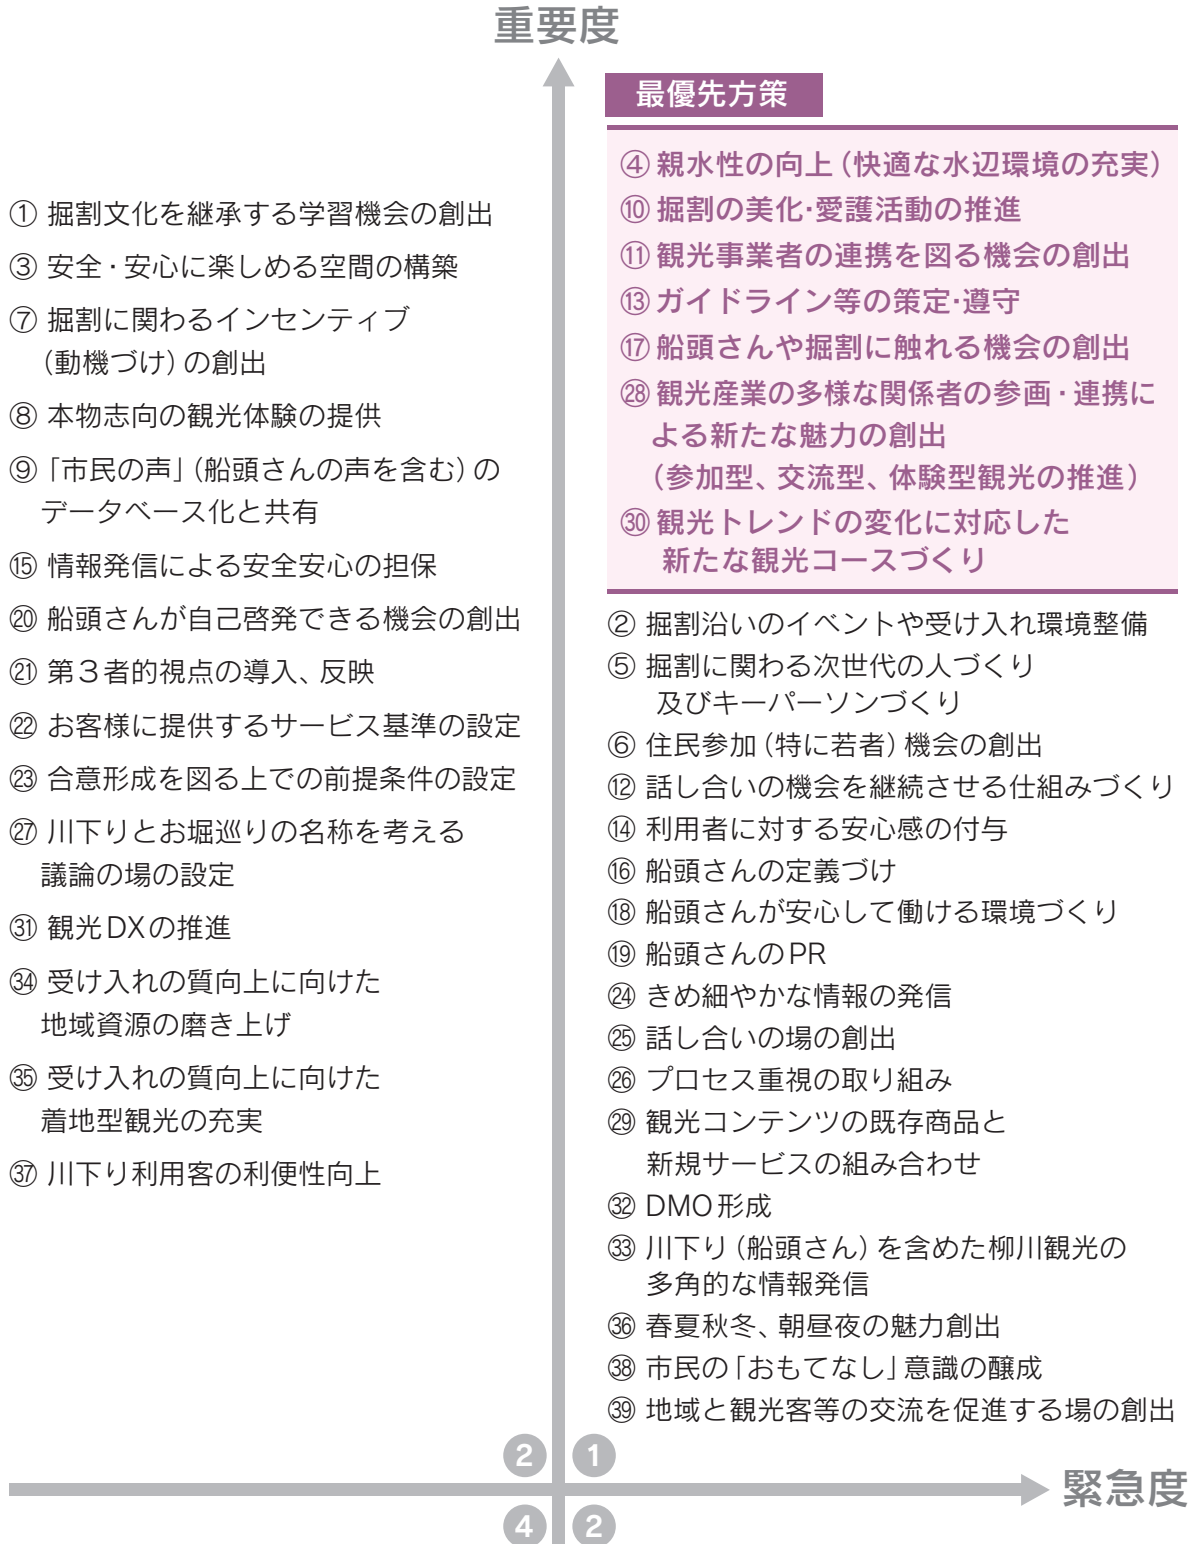 重要度
最優先方策
④ 親水性の向上（快適な水辺環境の充実）
⑩ 掘割の美化・愛護活動の推進
⑪ 観光事業者の連携を図る機会の創出
⑬ ガイドライン等の策定・遵守
⑰ 船頭さんや掘割に触れる機会の創出
㉘ 観光産業の多様な関係者の参画・連携に
よる新たな魅力の創出
（参加型、交流型、体験型観光の推進）
㉚ 観光トレンドの変化に対応した
新たな観光コースづくり
① 掘割文化を継承する学習機会の創出
③ 安全・安心に楽しめる空間の構築
⑦ 掘割に関わるインセンティブ
（動機づけ）の創出
⑧ 本物志向の観光体験の提供
⑨ 「市民の声」（船頭さんの声を含む）の
データベース化と共有
⑮ 情報発信による安全安心の担保
⑳ 船頭さんが自己啓発できる機会の創出
㉑ 第３者的視点の導入、反映
㉒ お客様に提供するサービス基準の設定
㉓ 合意形成を図る上での前提条件の設定
㉗ 川下りとお堀巡りの名称を考える
議論の場の設定
㉛ 観光DXの推進
㉞ 受け入れの質向上に向けた
地域資源の磨き上げ
㉟ 受け入れの質向上に向けた
着地型観光の充実
㊲ 川下り利用客の利便性向上
② 掘割沿いのイベントや受け入れ環境整備
⑤ 掘割に関わる次世代の人づくり
及びキーパーソンづくり
⑥ 住民参加（特に若者）機会の創出
⑫ 話し合いの機会を継続させる仕組みづくり
⑭ 利用者に対する安心感の付与
⑯ 船頭さんの定義づけ
⑱ 船頭さんが安心して働ける環境づくり
⑲ 船頭さんのPR
㉔ きめ細やかな情報の発信
㉕ 話し合いの場の創出
㉖ プロセス重視の取り組み
㉙ 観光コンテンツの既存商品と
新規サービスの組み合わせ
㉜ DMO形成
㉝ 川下り（船頭さん）を含めた柳川観光の
多角的な情報発信
㊱ 春夏秋冬、朝昼夜の魅力創出
㊳ 市民の「おもてなし」意識の醸成
㊴ 地域と観光客等の交流を促進する場の創出
2 1
緊急度
4 2